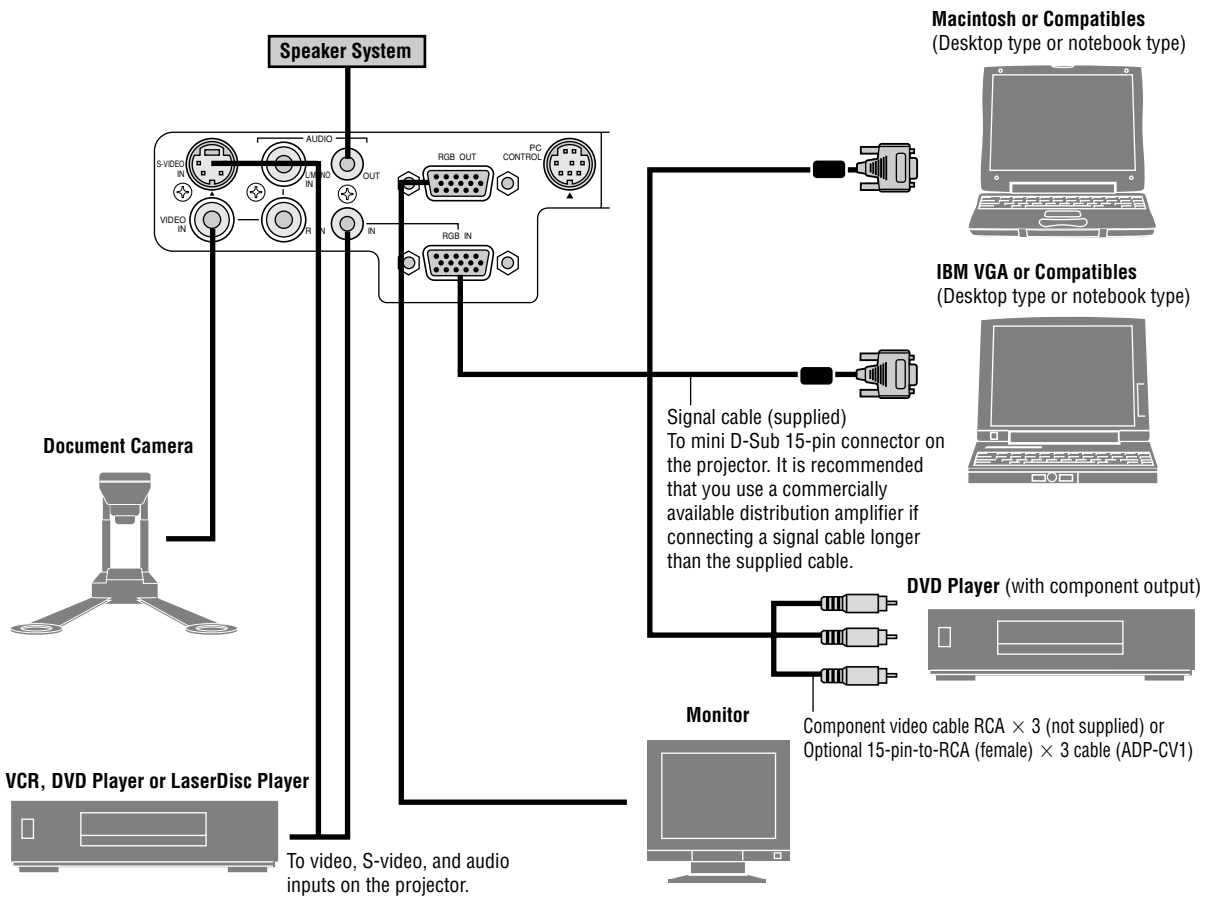 Macintosh or Compatibles
(Desktop type or notebook type)
Speaker System
AUDIO
S-VIDEO
IN
L/MONO
IN
OUT
RGB OUT
PC
CONTROL
VIDEO
IN
R IN
IN
RGB IN
IBM VGA or Compatibles
(Desktop type or notebook type)
Signal cable (supplied)
To mini D-Sub 15-pin connector on
the projector. It is recommended
that you use a commercially
available distribution amplifier if
connecting a signal cable longer
than the supplied cable.
Document Camera
DVD Player (with component output)
Monitor
Component video cable RCA × 3 (not supplied) or
Optional 15-pin-to-RCA (female) × 3 cable (ADP-CV1)
VCR, DVD Player or LaserDisc Player
To video, S-video, and audio
inputs on the projector.